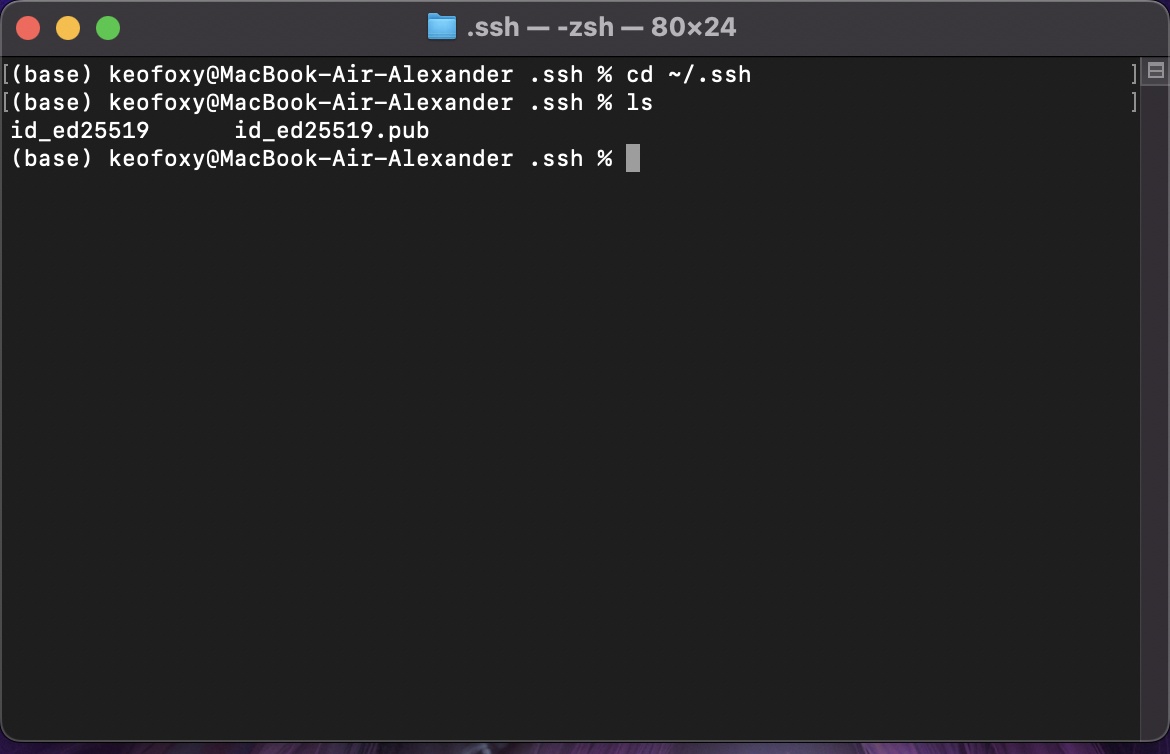 .ssh — -zsh — 80×24
[(base) keofoxy@MacBook-Air-Alexander .ssh % cd ~/.ssh ]
[(base) keofoxy@MacBook-Air-Alexander .ssh % ls ]
id_ed25519 id_ed25519.pub
(base) keofoxy@MacBook-Air-Alexander .ssh %